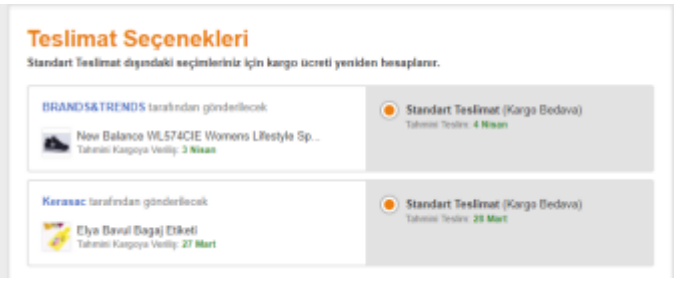 Teslimat Seçenekleri
Standart Teslimat dışındaki seçimleriniz için kargo ücreti yeniden hesaplanır.
BRANDS&TRENDS tarafından gönderilecek
New Balance WL574CIE Womens Lifestyle Sp...
Tahmini Kargoya Veriliş: 3 Nisan
Standart Teslimat (Kargo Bedava)
Tahmini Teslim: 4 Nisan
Kerasac tarafından gönderilecek
Elya Bavul Bagaj Etiketi
Tahmini Kargoya Veriliş: 27 Mart
Standart Teslimat (Kargo Bedava)
Tahmini Teslim: 28 Mart